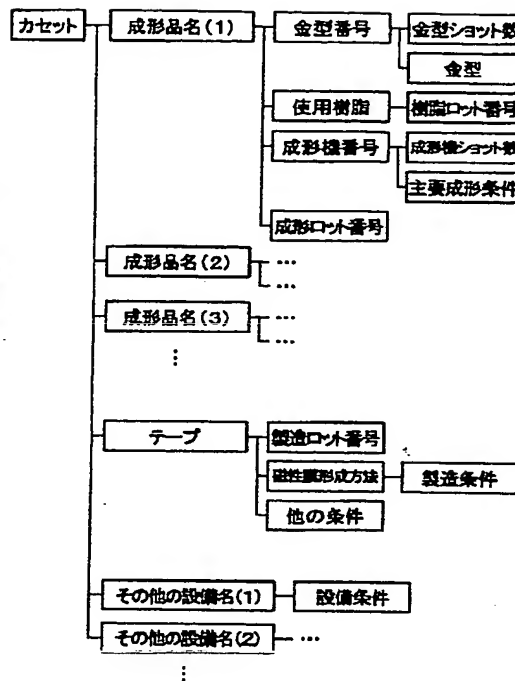 カセット
成形品名(1)
金型番号
金型ショット数
金型
使用樹脂
樹脂ロット番号
成形機番号
成形機ショット数
主要成形条件
成形ロット番号
成形品名(2)
…
…
成形品名(3)
…
…
⋮
テープ
製造ロット番号
磁性膜形成方法
製造条件
他の条件
その他の設備名(1)
設備条件
その他の設備名(2)
…
⋮